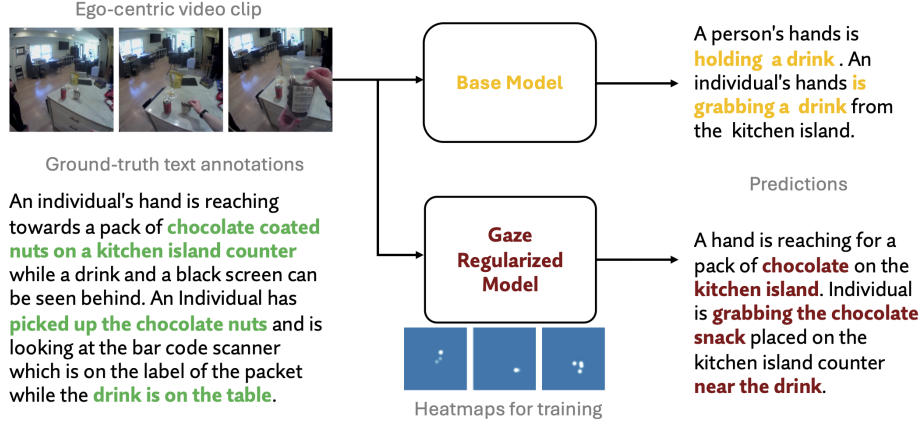 Ego-centric video clip
Ground-truth text annotations
An individual's hand is reaching
towards a pack of chocolate coated
nuts on a kitchen island counter
while a drink and a black screen can
be seen behind. An Individual has
picked up the chocolate nuts and is
looking at the bar code scanner
which is on the label of the packet
while the drink is on the table.
Base Model
Gaze
Regularized
Model
Heatmaps for training
A person's hands is
holding a drink . An
individual's hands is
grabbing a drink from
the kitchen island.
Predictions
A hand is reaching for a
pack of chocolate on the
kitchen island. Individual
is grabbing the chocolate
snack placed on the
kitchen island counter
near the drink.